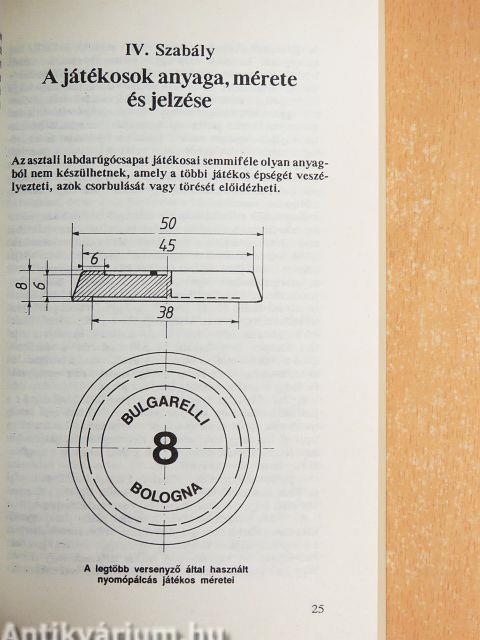 IV. Szabály
A játékosok anyaga, mérete
és jelzése
Az asztali labdarúgócsapat játékosai semmiféle olyan anyag-
ból nem készülhetnek, amely a többi játékos épségét veszé-
lyezteti, azok csorbulását vagy törését előidézheti.
50
45
6
8
6
38
BULGARELLI
8
BOLOGNA
A legtöbb versenyző által használt
nyomópálcás játékos méretei
25
Antikvárium.hu